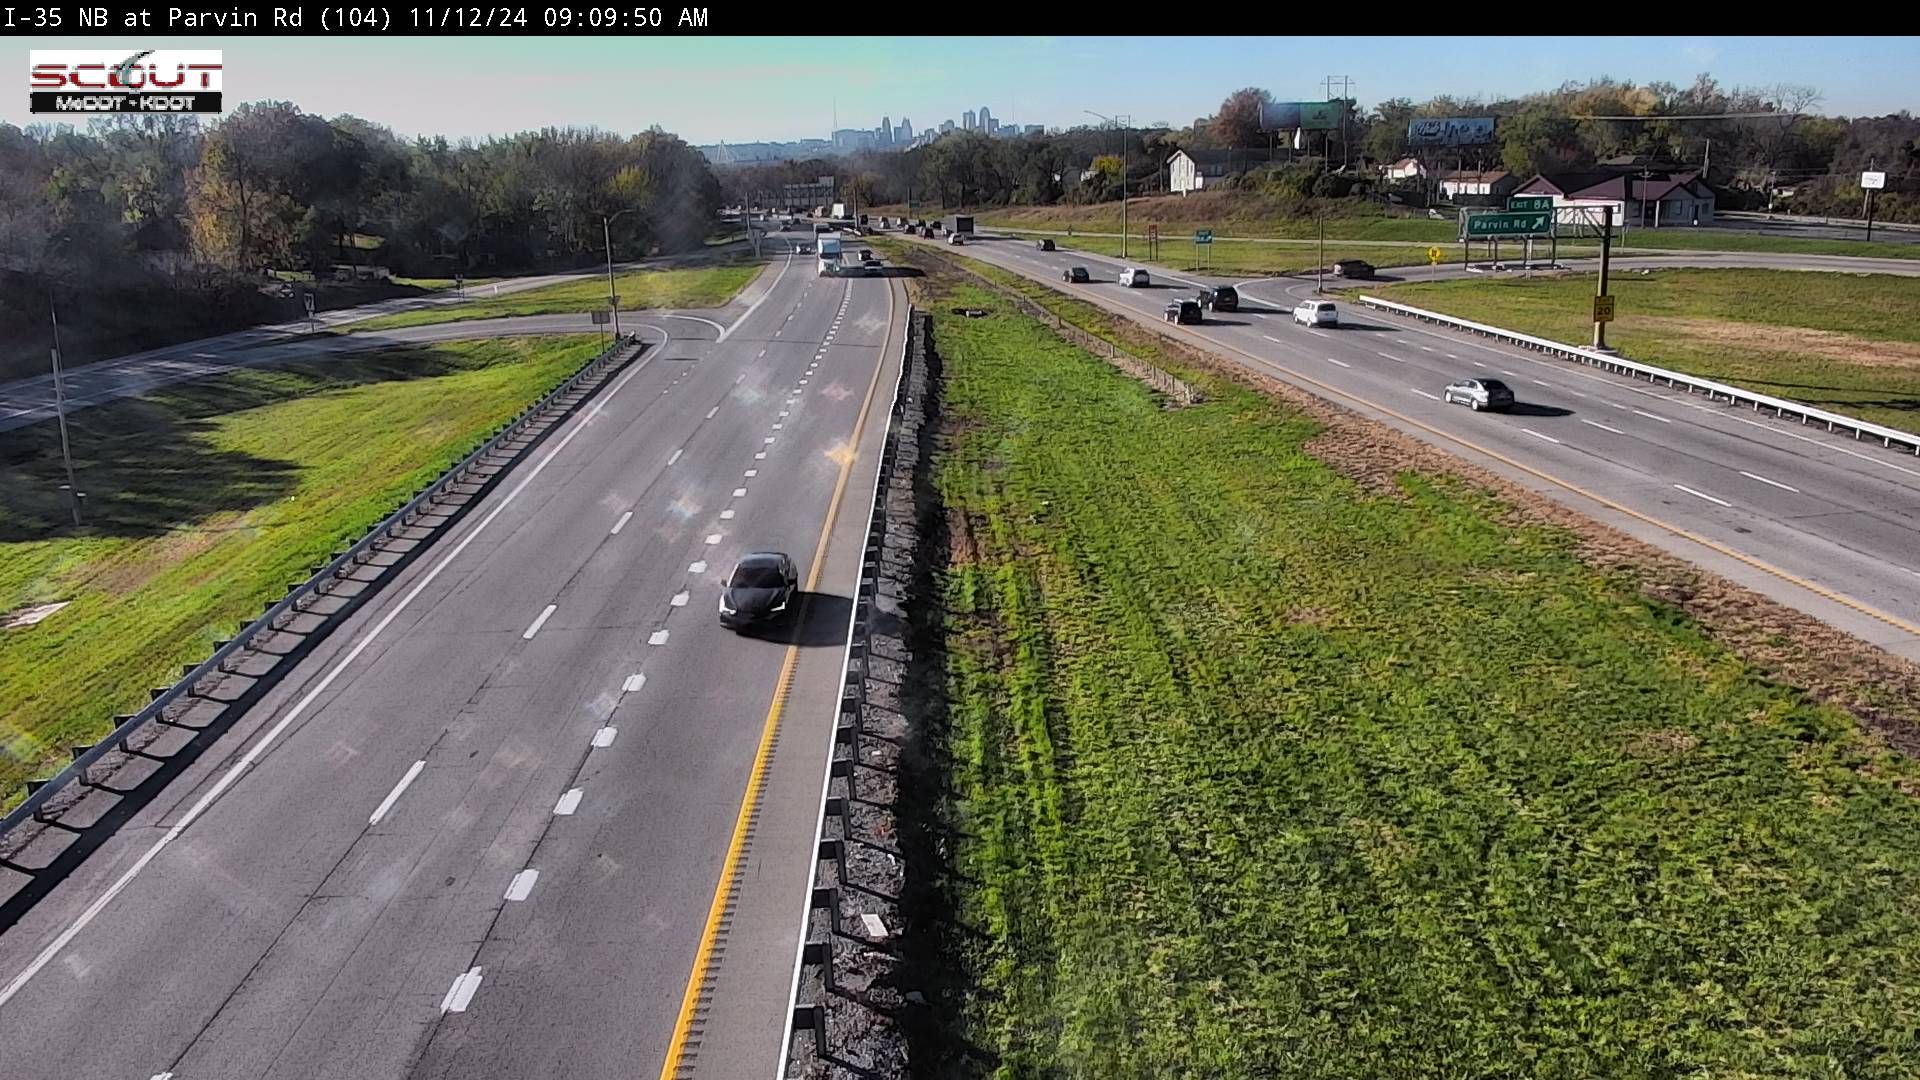 I-35 NB at Parvin Rd (104) 11/12/24 09:09:50 AM
SCOUT
MoDOT - KDOT
EXIT 8A
Parvin Rd
20